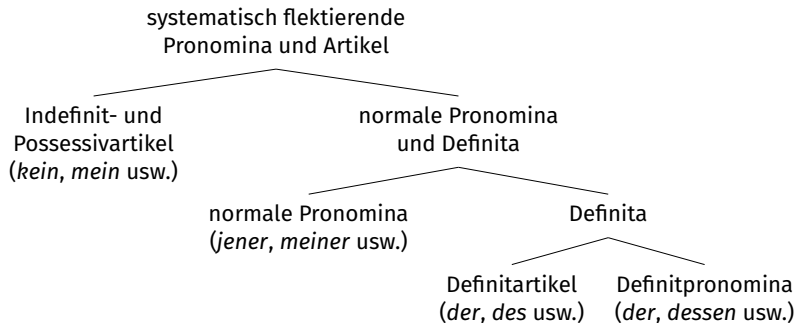 systematisch flektierende
Pronomina und Artikel
Indefinit- und
Possessivartikel
(kein, mein usw.)
normale Pronomina
und Definita
normale Pronomina
(jener, meiner usw.)
Definita
Definitartikel
(der, des usw.)
Definitpronomina
(der, dessen usw.)